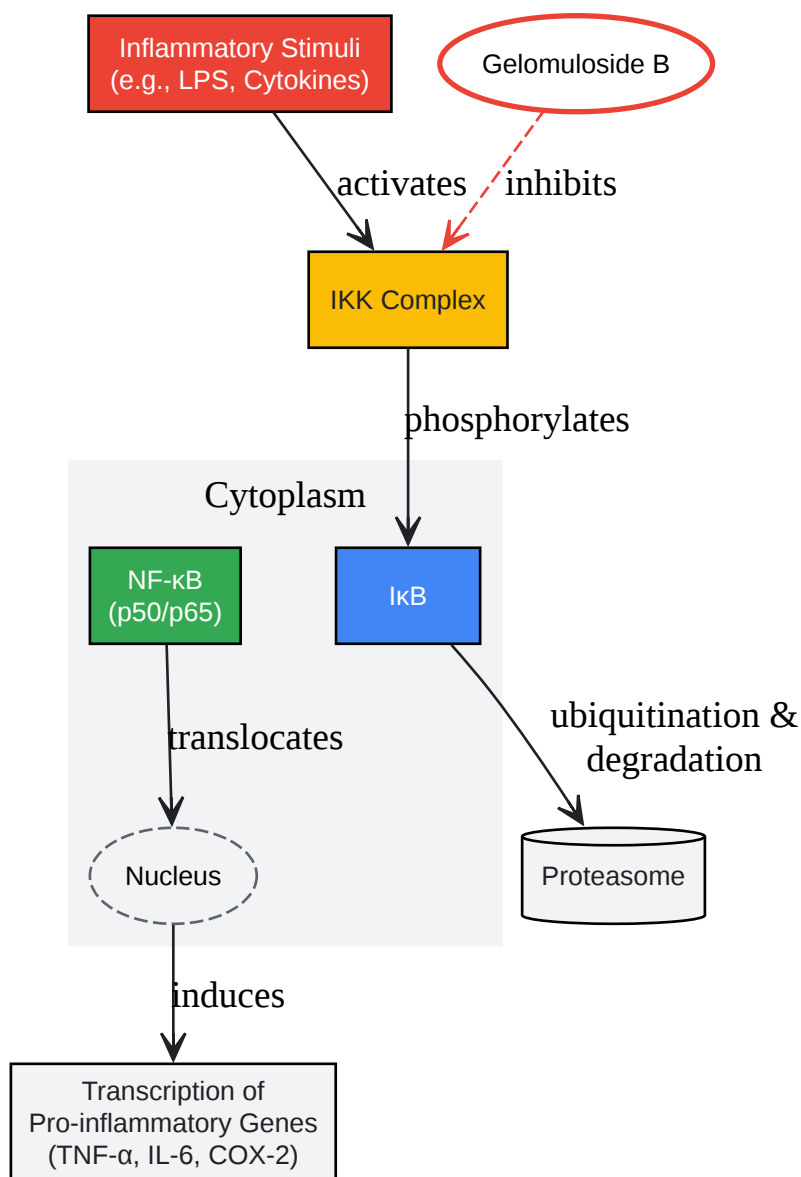 Inflammatory Stimuli
(e.g., LPS, Cytokines)
Gelomuloside B
activates
inhibits
IKK Complex
phosphorylates
Cytoplasm
NF-κB
(p50/p65)
IκB
translocates
ubiquitination &
degradation
Nucleus
Proteasome
induces
Transcription of
Pro-inflammatory Genes
(TNF-α, IL-6, COX-2)